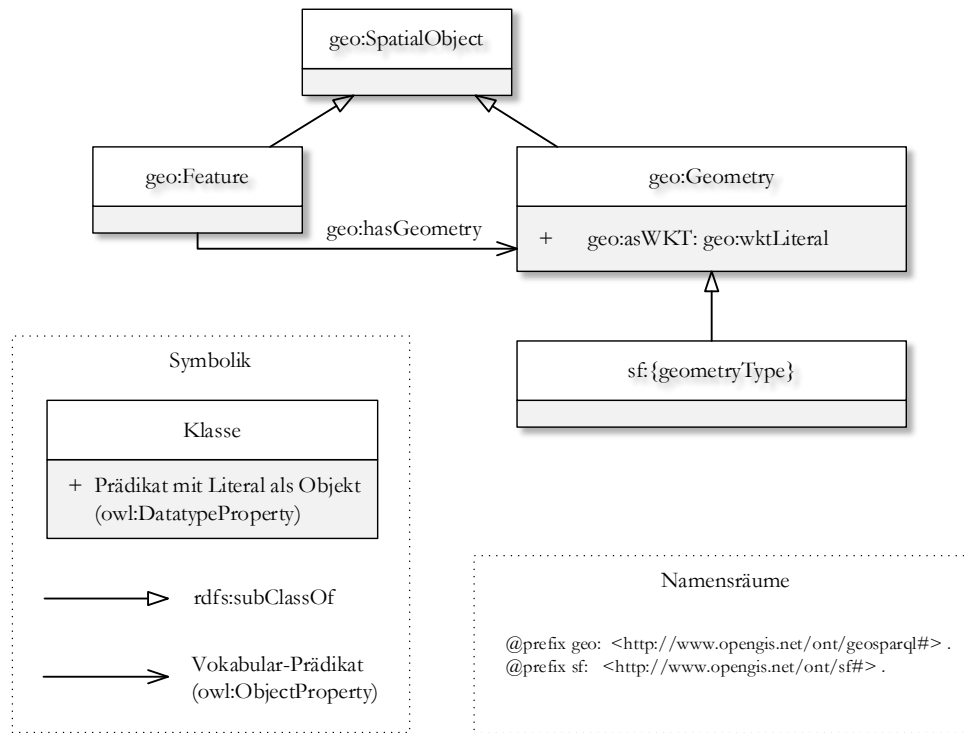 geo:SpatialObject
geo:Feature
geo:Geometry
geo:hasGeometry
+ geo:asWKT: geo:wktLiteral
sf:{geometryType}
Symbolik
Klasse
+ Prädikat mit Literal als Objekt
(owl:DatatypeProperty)
rdfs:subClassOf
Vokabular-Prädikat
(owl:ObjectProperty)
Namensräume
@prefix geo: <http://www.opengis.net/ont/geosparql#> .
@prefix sf: <http://www.opengis.net/ont/sf#> .